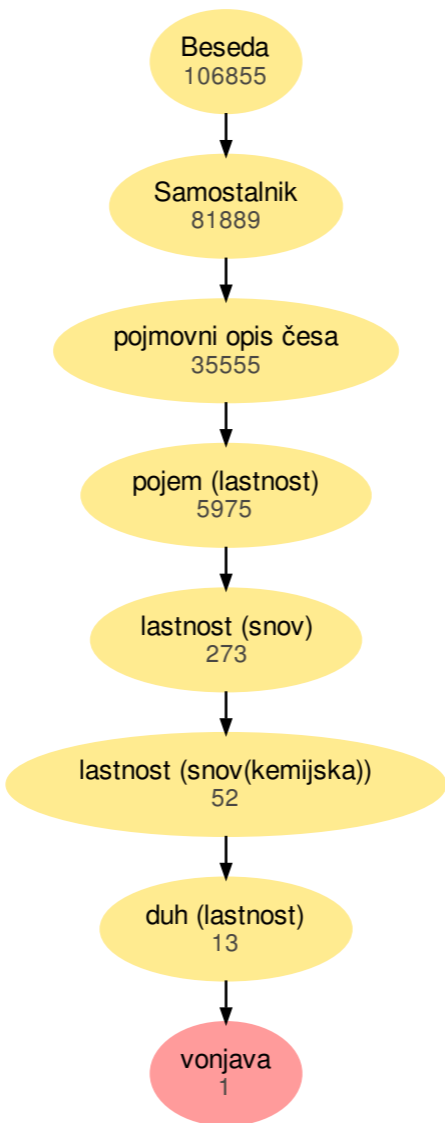 Beseda
106855
Samostalnik
81889
pojmovni opis česa
35555
pojem (lastnost)
5975
lastnost (snov)
273
lastnost (snov(kemijska))
52
duh (lastnost)
13
vonjava
1